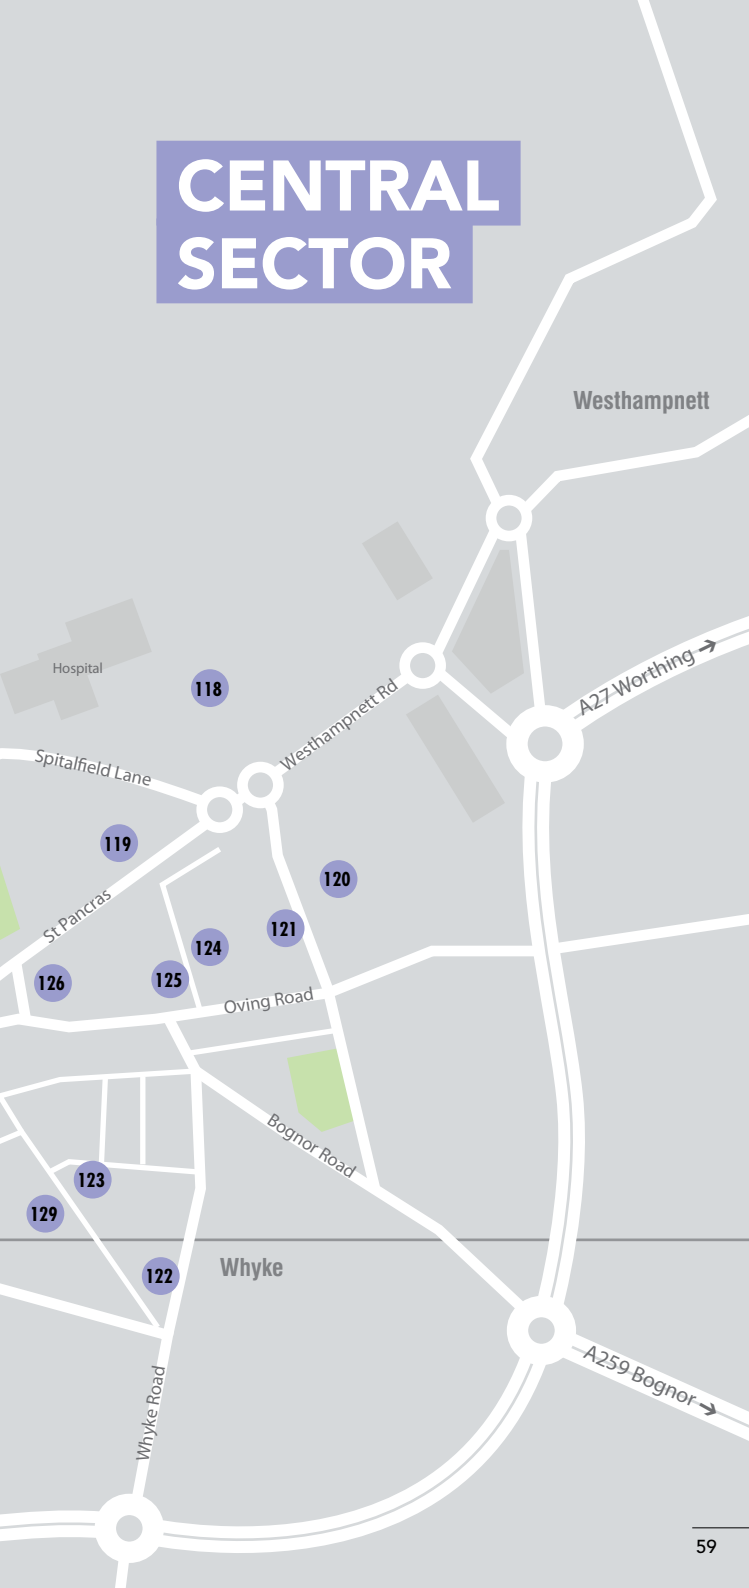 CENTRAL
SECTOR
Westhampnett
A27 Worthing
Hospital
118
Westhampnett Rd
Spitalfield Lane
119
120
St Pancras
121
124
125
126
Oving Road
Bognor Road
123
129
Whyke
122
A259 Bognor
Whyke Road
59